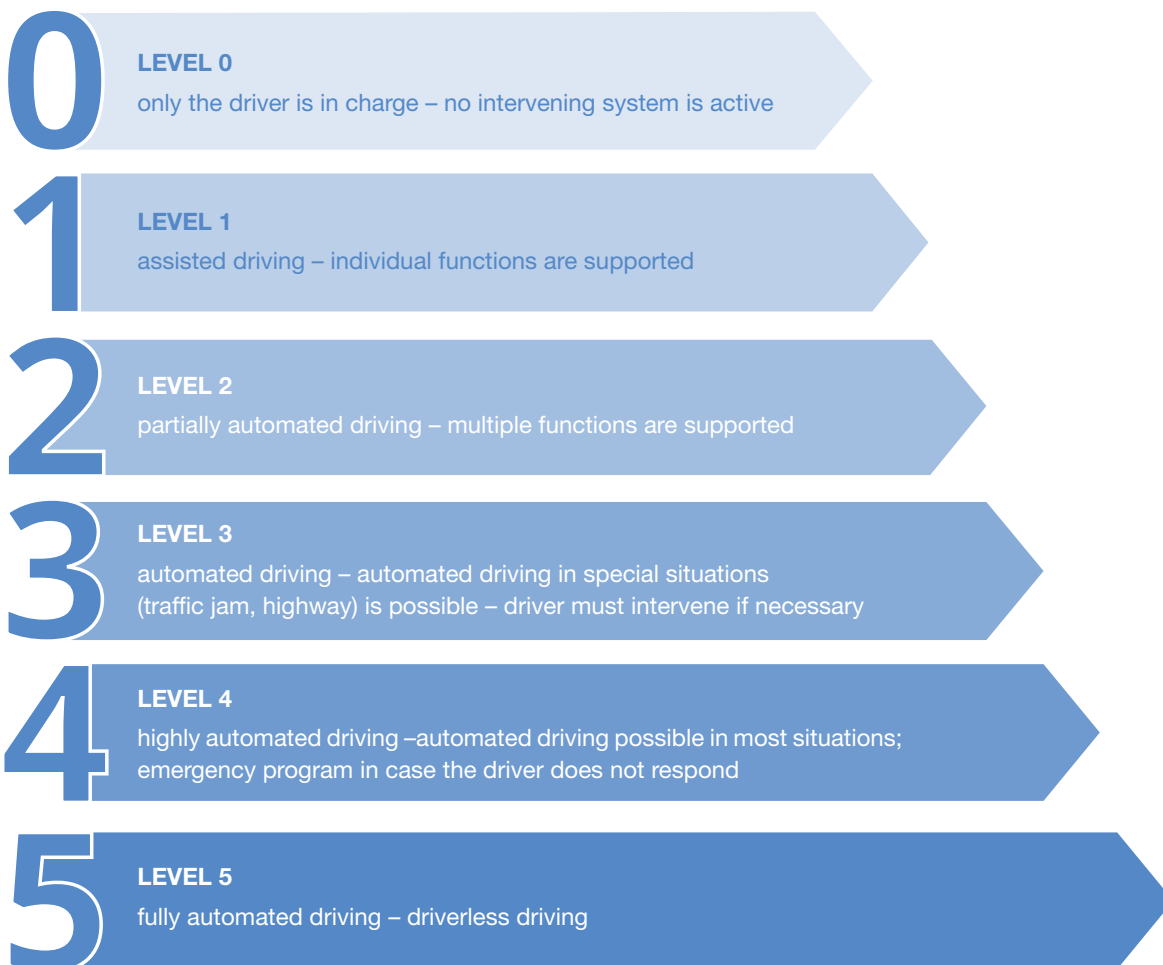 0
LEVEL 0
only the driver is in charge – no intervening system is active
1
LEVEL 1
assisted driving – individual functions are supported
2
LEVEL 2
partially automated driving – multiple functions are supported
3
LEVEL 3
automated driving – automated driving in special situations
(traffic jam, highway) is possible – driver must intervene if necessary
4
LEVEL 4
highly automated driving –automated driving possible in most situations;
emergency program in case the driver does not respond
5
LEVEL 5
fully automated driving – driverless driving